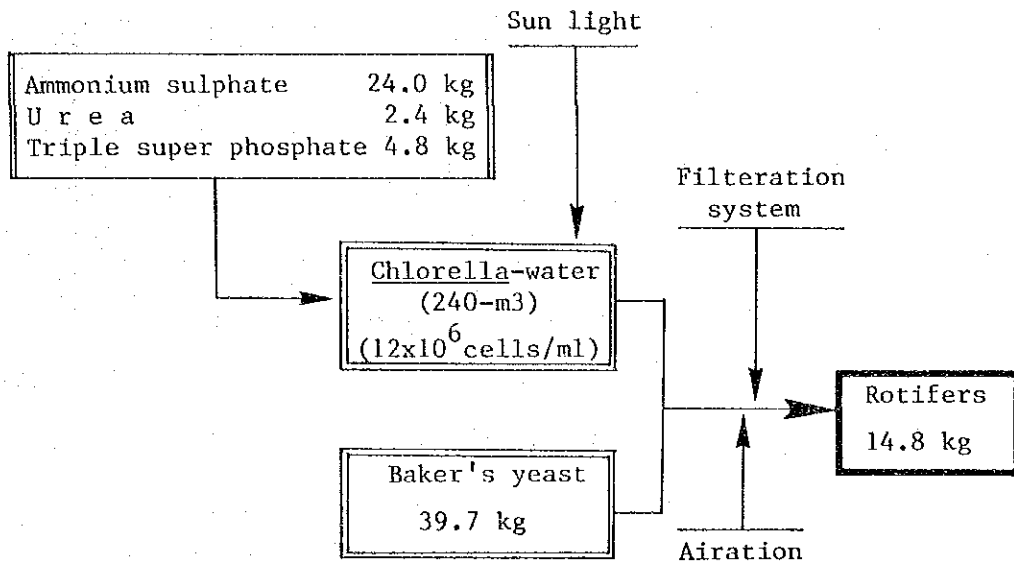 Sun light
Ammonium sulphate 24.0 kg
U r e a 2.4 kg
Triple super phosphate 4.8 kg
Filteration
system
Chlorella-water
(240-m3)
(12x10⁶cells/ml)
Rotifers
14.8 kg
Baker's yeast
39.7 kg
Airation